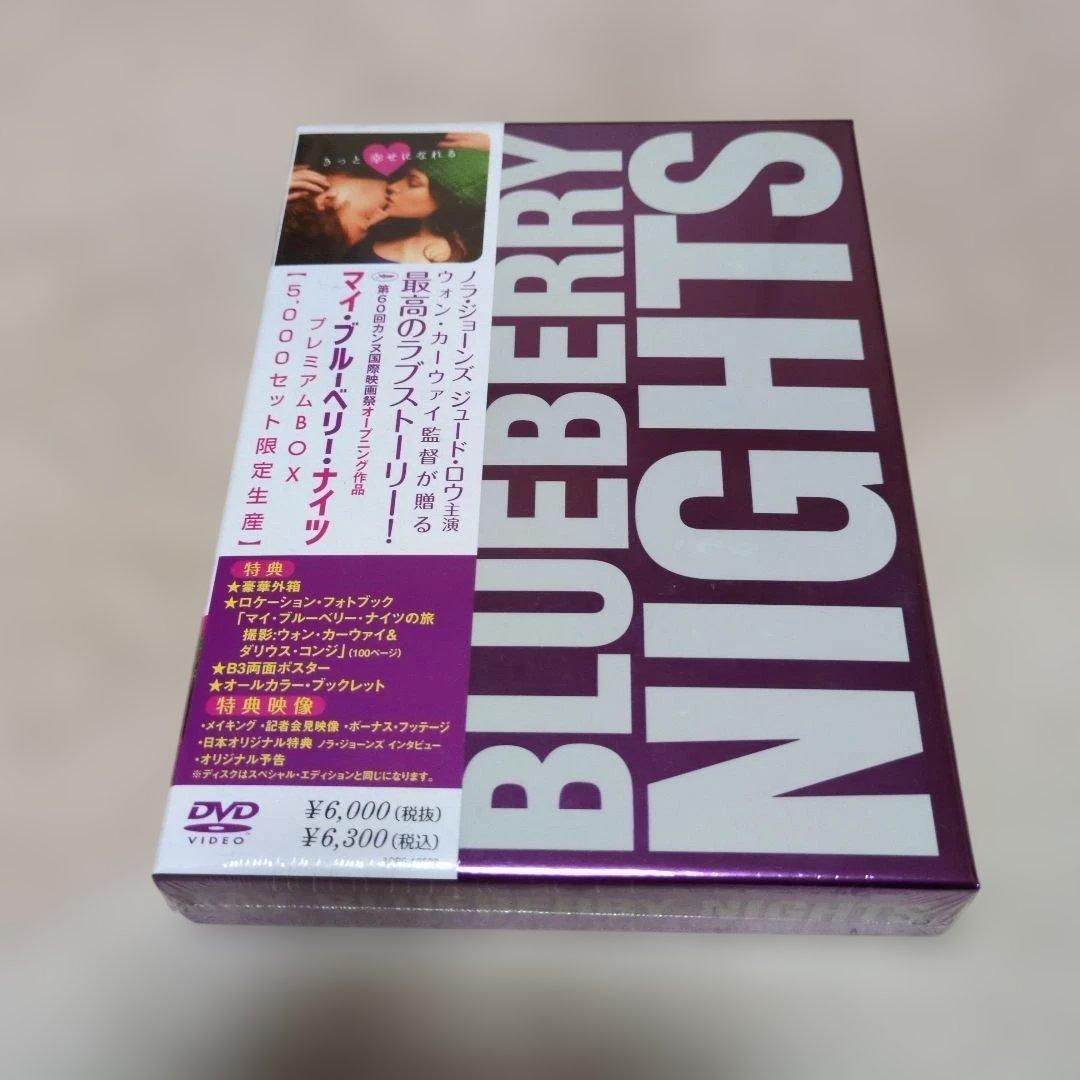 きっと幸せになれる
ノラ・ジョーンズ ジュード・ロウ主演
ウォン・カーウァイ監督が贈る
最高のラブストーリー!
第60回カンヌ国際映画祭オープニング作品
マイ・ブルーベリー・ナイツ
プレミアムBOX
【5,000セット限定生産】
特典
★豪華外箱
★ロケーション・フォトブック
「マイ・ブルーベリー・ナイツの旅
撮影:ウォン・カーウァイ&
ダリウス・コンジ」(100ページ)
★B3両面ポスター
★オールカラー・ブックレット
特典映像
・メイキング ・記者会見映像 ・ボーナス・フッテージ
・日本オリジナル特典 ノラ・ジョーンズ インタビュー
・オリジナル予告
※ディスクはスペシャル・エディションと同じになります。
DVD
VIDEO
¥6,000(税抜)
¥6,300(税込)
BLUEBERRY
NIGHTS
NIGHTS